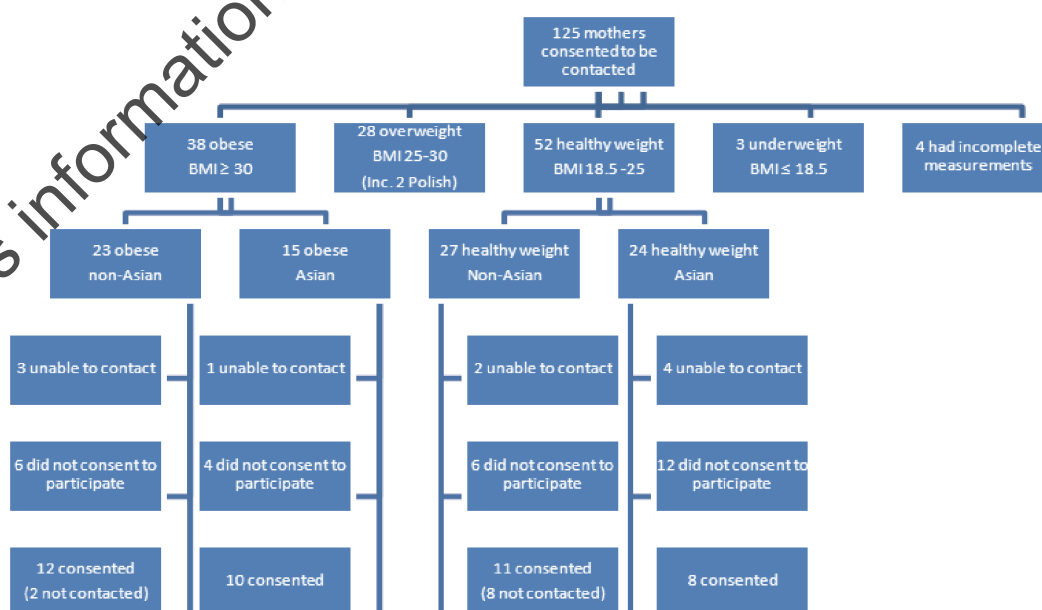 s information
125 mothers
consented to be
contacted
38 obese
BMI ≥ 30
28 overweight
BMI 25-30
(Inc. 2 Polish)
52 healthy weight
BMI 18.5 -25
3 underweight
BMI ≤ 18.5
4 had incomplete
measurements
23 obese
non-Asian
15 obese
Asian
27 healthy weight
Non-Asian
24 healthy weight
Asian
3 unable to contact
1 unable to contact
2 unable to contact
4 unable to contact
6 did not consent to
participate
4 did not consent to
participate
6 did not consent to
participate
12 did not consent to
participate
12 consented
(2 not contacted)
10 consented
11 consented
(8 not contacted)
8 consented